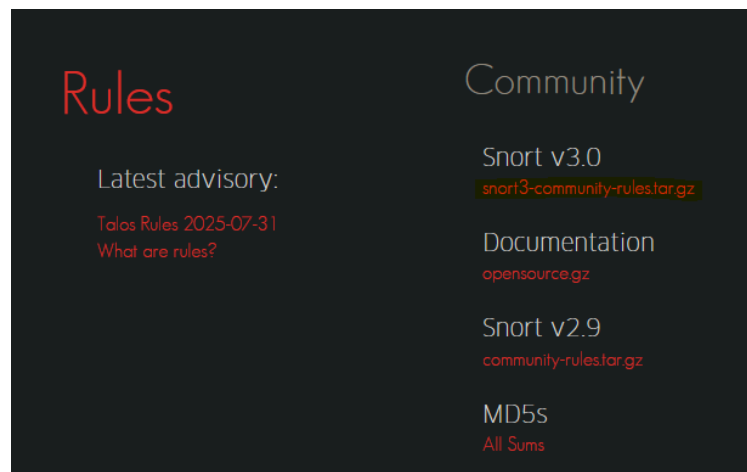 Rules
Latest advisory:
Talos Rules 2025-07-31
What are rules?
Community
Snort v3.0
snort3-community-rules.tar.gz
Documentation
opensource.gz
Snort v2.9
community-rules.tar.gz
MD5s
All Sums